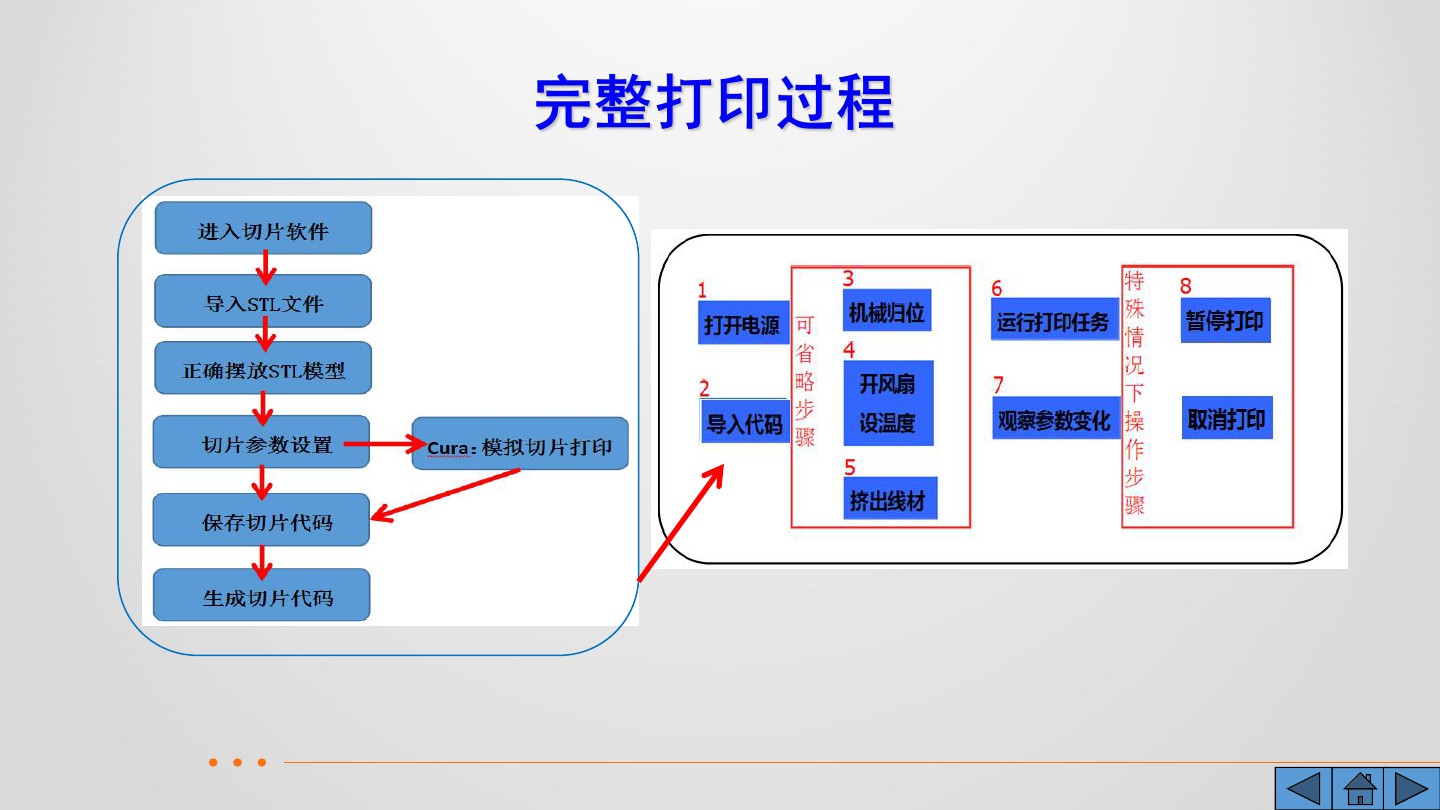 完整打印过程
进入切片软件
导入STL文件
正确摆放STL模型
切片参数设置
Cura：模拟切片打印
保存切片代码
生成切片代码
1
打开电源
2
导入代码
可省略步骤
3
机械归位
4
开风扇
设温度
5
挤出线材
6
运行打印任务
7
观察参数变化
特殊情况下操作步骤
8
暂停打印
取消打印